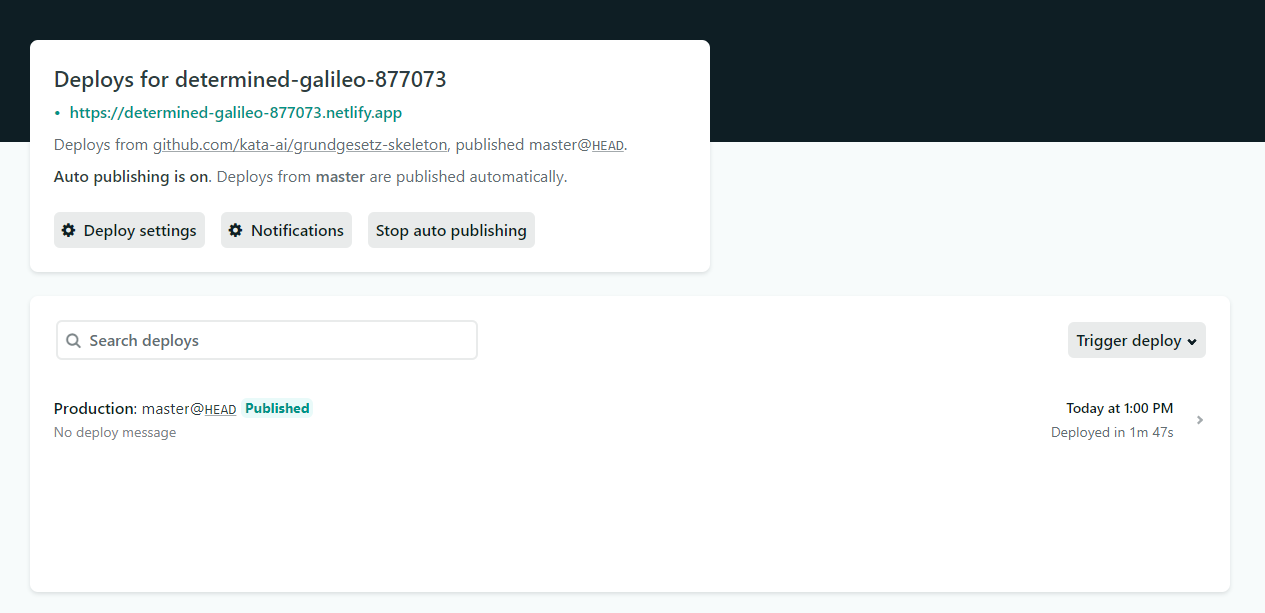 Deploys for determined-galileo-877073
• https://determined-galileo-877073.netlify.app
Deploys from github.com/kata-ai/grundgesetz-skeleton, published master@HEAD.
Auto publishing is on. Deploys from master are published automatically.
Deploy settings
Notifications
Stop auto publishing
Search deploys
Trigger deploy
Production: master@HEAD Published
No deploy message
Today at 1:00 PM
Deployed in 1m 47s